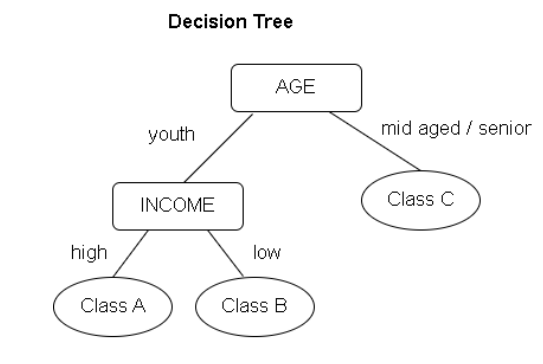 Decision Tree
AGE
youth
mid aged / senior
INCOME
Class C
high
low
Class A
Class B